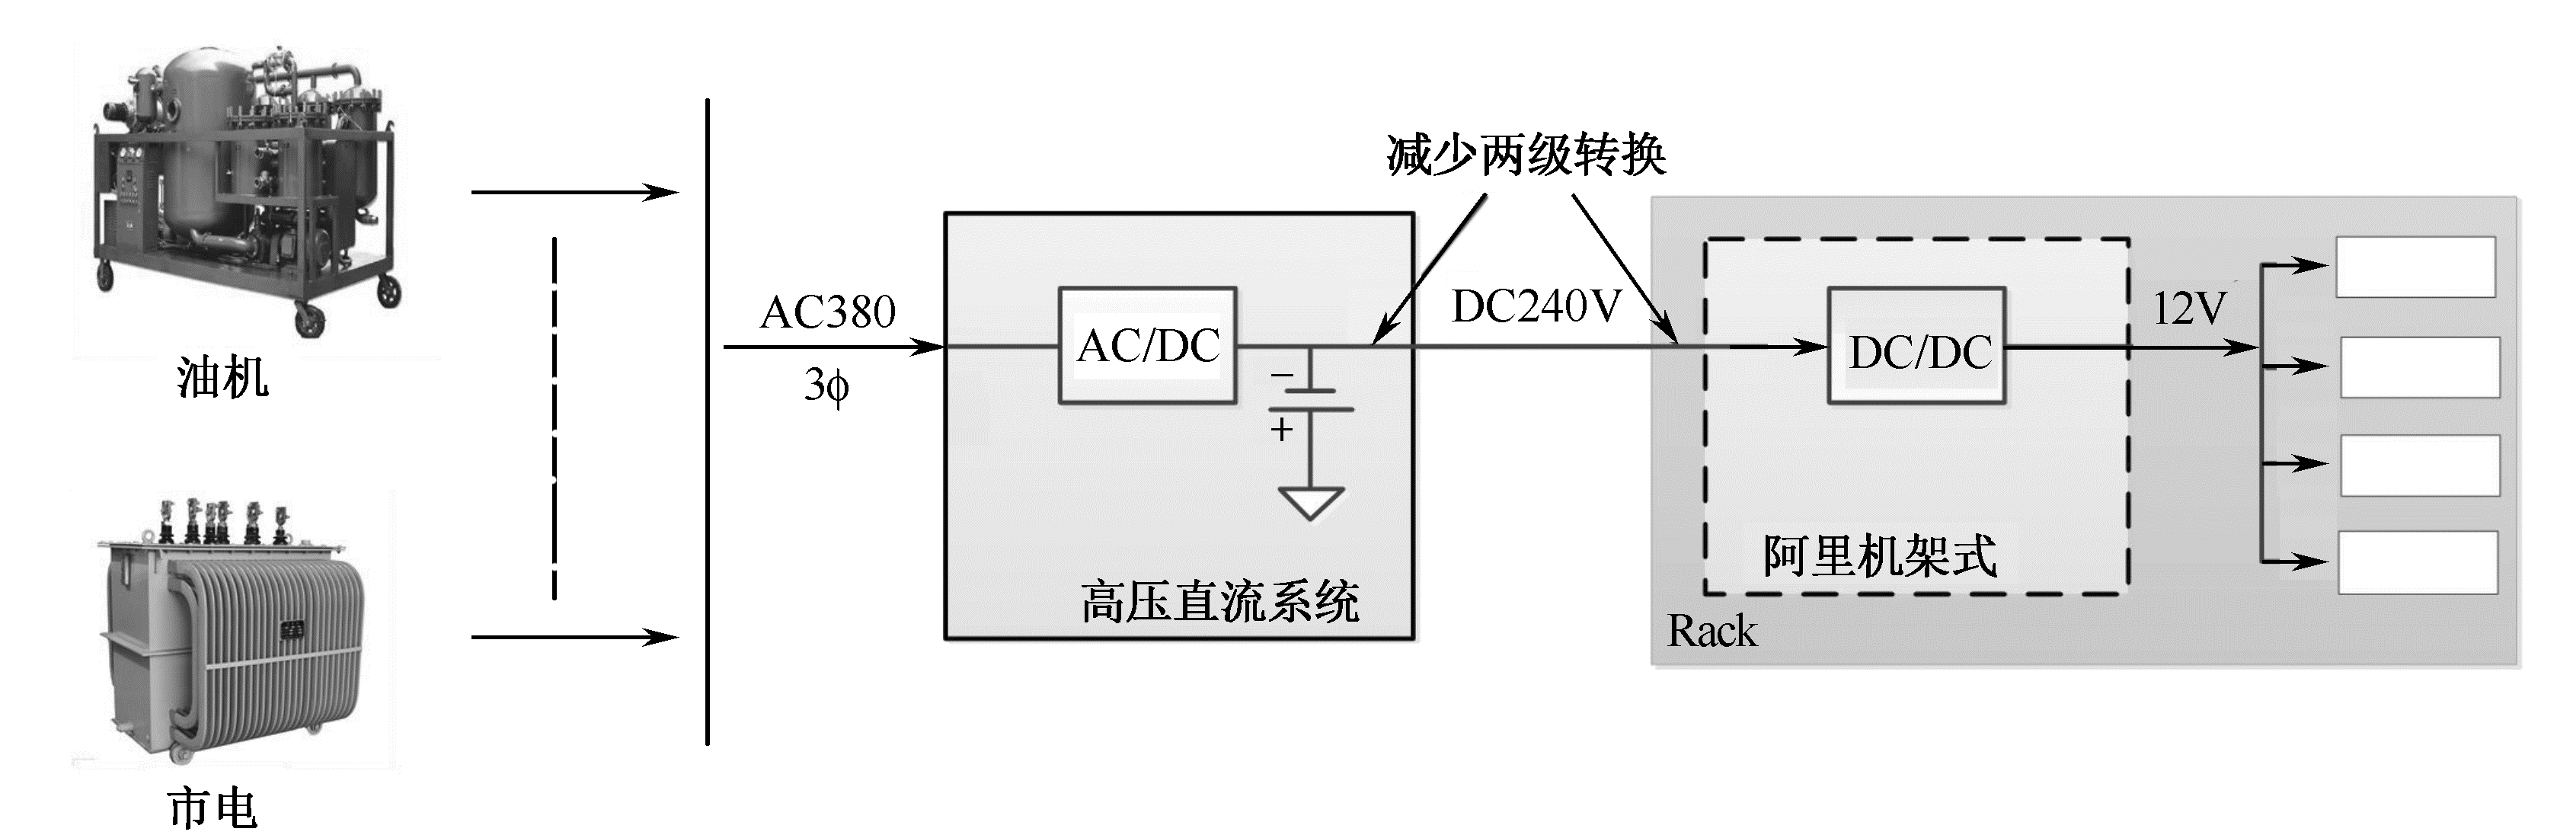 油机
市电
AC380
3ϕ
AC/DC
−
+
高压直流系统
减少两级转换
DC240V
DC/DC
阿里机架式
Rack
12V